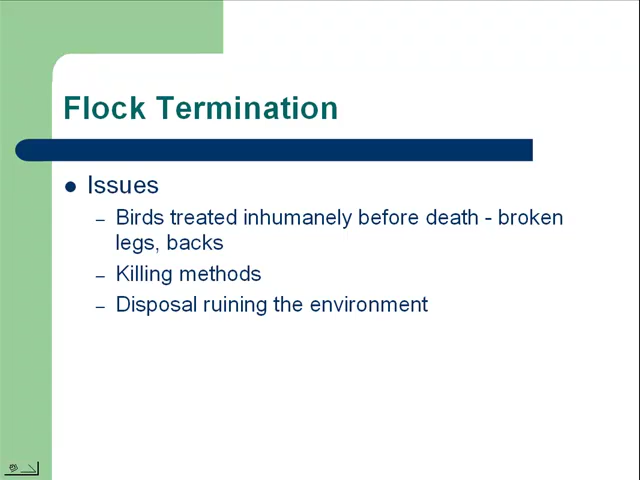 Flock Termination
● Issues
– Birds treated inhumanely before death - broken
legs, backs
– Killing methods
– Disposal ruining the environment